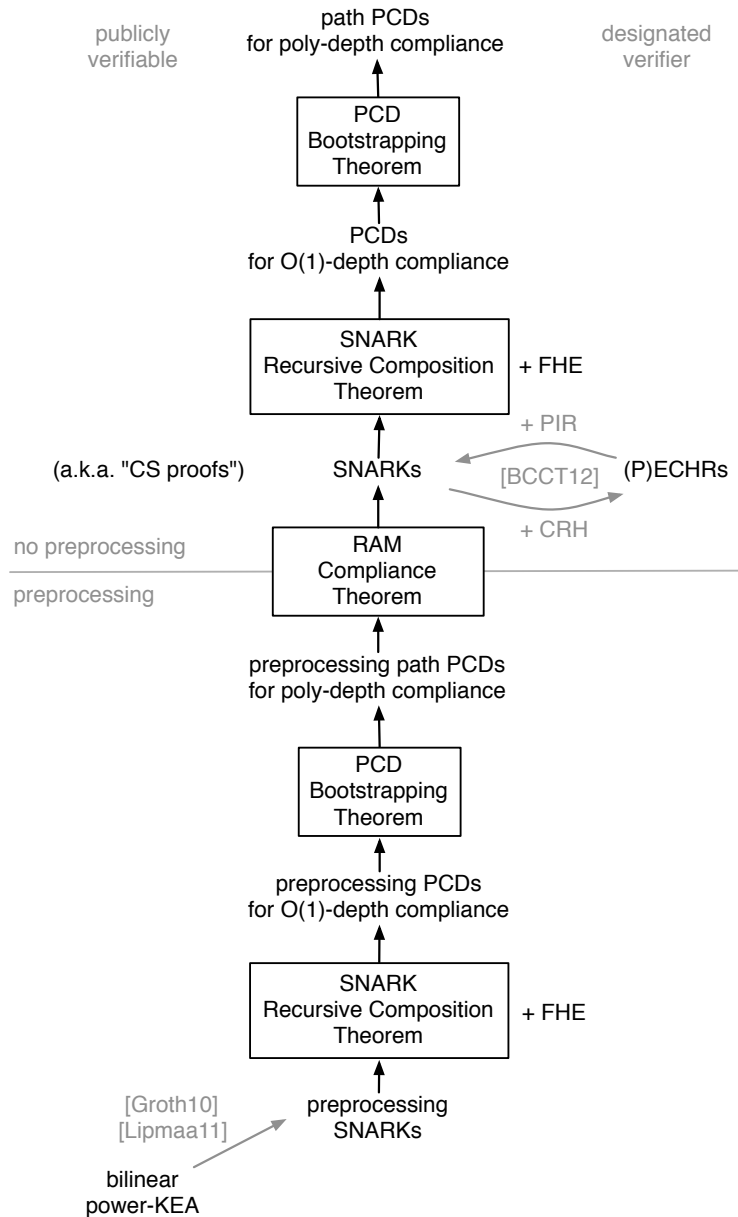 publicly
verifiable
path PCDs
for poly-depth compliance
designated
verifier
PCD
Bootstrapping
Theorem
PCDs
for O(1)-depth compliance
SNARK
Recursive Composition
Theorem
+ FHE
+ PIR
(a.k.a. "CS proofs")
SNARKs
[BCCT12]
(P)ECHRs
+ CRH
no preprocessing
preprocessing
RAM
Compliance
Theorem
preprocessing path PCDs
for poly-depth compliance
PCD
Bootstrapping
Theorem
preprocessing PCDs
for O(1)-depth compliance
SNARK
Recursive Composition
Theorem
+ FHE
[Groth10]
[Lipmaa11]
preprocessing
SNARKs
bilinear
power-KEA